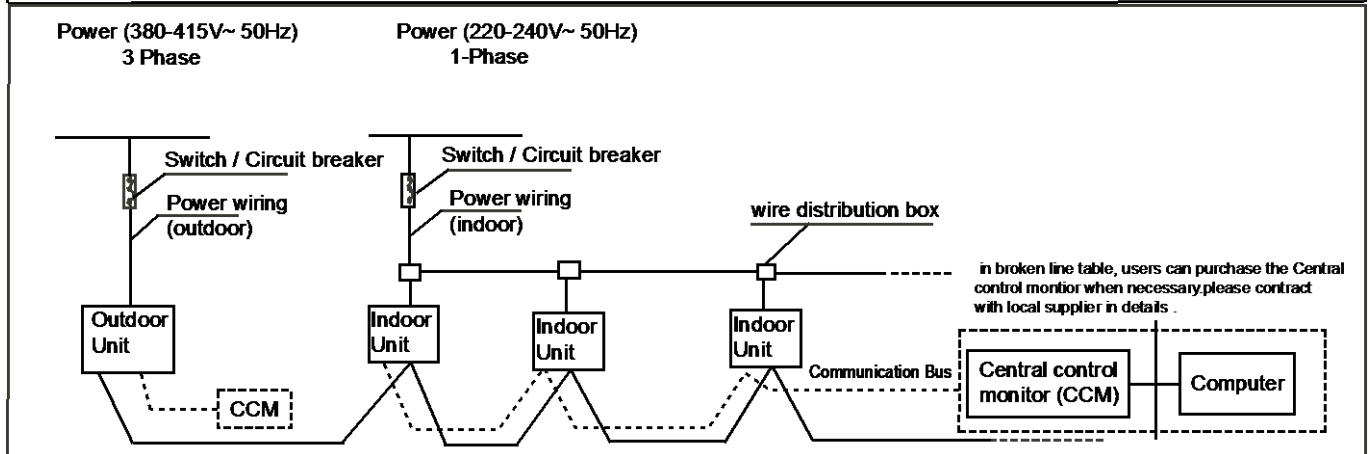 Power (380-415V~ 50Hz)
3 Phase
Power (220-240V~ 50Hz)
1-Phase
Switch / Circuit breaker
Power wiring
(outdoor)
Switch / Circuit breaker
Power wiring
(indoor)
wire distribution box
in broken line table, users can purchase the Central
control montior when necessary.please contract
with local supplier in details .
Outdoor
Unit
Indoor
Unit
Indoor
Unit
Indoor
Unit
CCM
Communication Bus
Central control
monitor (CCM)
Computer